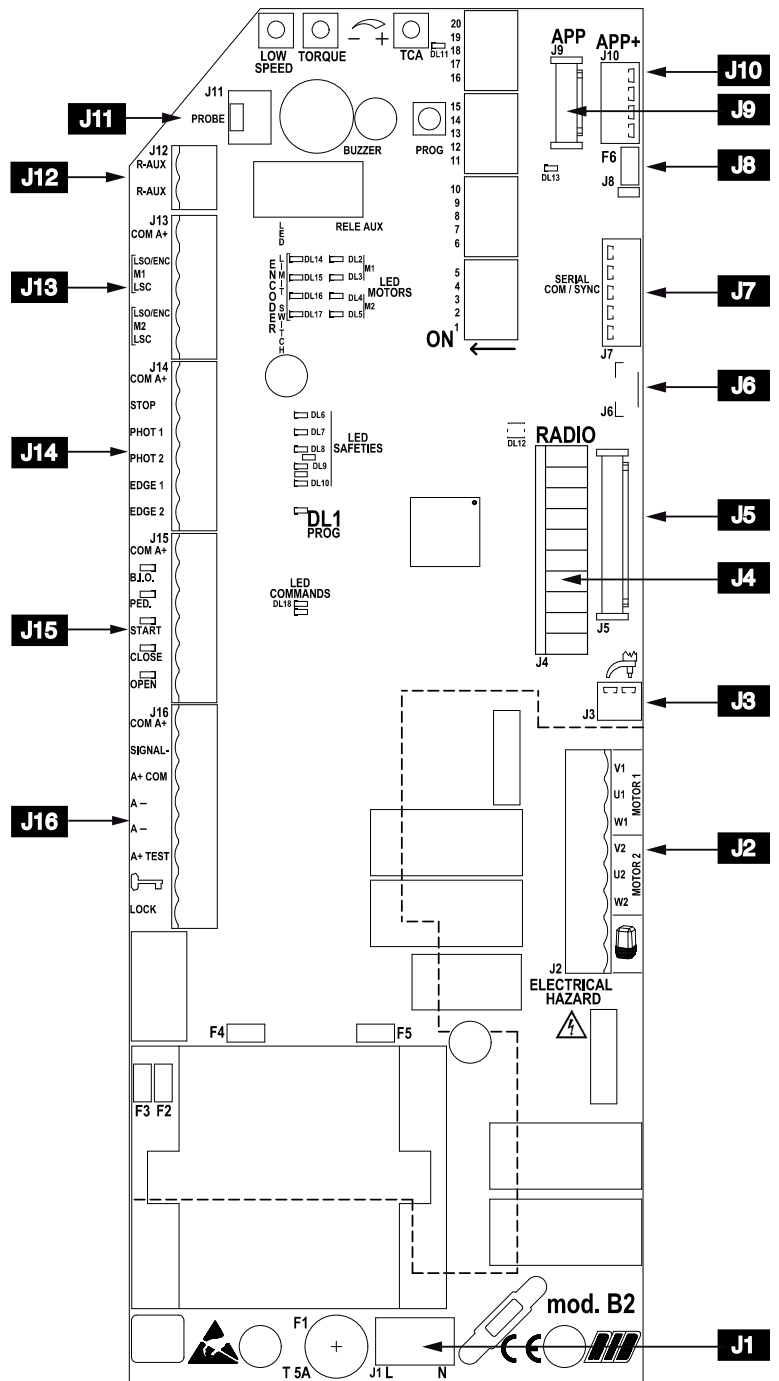 LOW SPEED
TORQUE
− +
TCA
DL11
20
19
18
17
16
APP
J9
APP+
J10
J10
J9
J11
J11
PROBE
BUZZER
PROG
15
14
13
12
11
F6
J8
J8
DL13
J12
J12
R-AUX
R-AUX
RELE AUX
10
9
8
7
6
J13
J13
COM A+
LSO/ENC
M1
LSC
LSO/ENC
M2
LSC
LED LIMIT SWITCH
ENCODER
DL14
DL15
DL16
DL17
DL2
DL3
DL4
DL5
M1
M2
LED MOTORS
5
4
3
2
1
ON
SERIAL COM / SYNC
J7
J7
J6
J6
J14
J14
COM A+
STOP
PHOT 1
PHOT 2
EDGE 1
EDGE 2
DL6
DL7
DL8
DL9
DL10
LED SAFETIES
DL1
PROG
DL12
RADIO
J5
J5
J4
J4
J15
J15
COM A+
B.I.O.
PED.
START
CLOSE
OPEN
LED COMMANDS
DL18
J3
J3
J16
J16
COM A+
SIGNAL-
A+ COM
A −
A −
A+ TEST
LOCK
V1
U1
W1
MOTOR 1
V2
U2
W2
MOTOR 2
J2
J2
ELECTRICAL HAZARD
F4
F5
F3
F2
mod. B2
F1
T 5A
J1 L
N
CE
J1